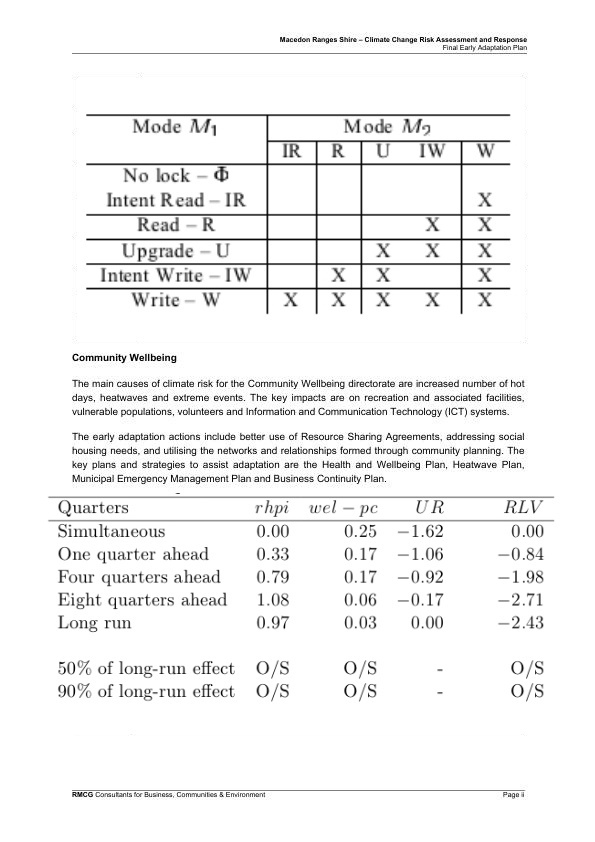 Macedon Ranges Shire – Climate Change Risk Assessment and Response
Final Early Adaptation Plan
Mode M₁ Mode M₂
IR R U IW W
No lock – Φ
Intent Read – IR X
Read – R X X
Upgrade – U X X X
Intent Write – IW X X X
Write – W X X X X X
Community Wellbeing
The main causes of climate risk for the Community Wellbeing directorate are increased number of hot
days, heatwaves and extreme events. The key impacts are on recreation and associated facilities,
vulnerable populations, volunteers and Information and Communication Technology (ICT) systems.
The early adaptation actions include better use of Resource Sharing Agreements, addressing social
housing needs, and utilising the networks and relationships formed through community planning. The
key plans and strategies to assist adaptation are the Health and Wellbeing Plan, Heatwave Plan,
Municipal Emergency Management Plan and Business Continuity Plan.
Quarters rhpi wel – pc UR RLV
Simultaneous 0.00 0.25 −1.62 0.00
One quarter ahead 0.33 0.17 −1.06 −0.84
Four quarters ahead 0.79 0.17 −0.92 −1.98
Eight quarters ahead 1.08 0.06 −0.17 −2.71
Long run 0.97 0.03 0.00 −2.43
50% of long-run effect O/S O/S - O/S
90% of long-run effect O/S O/S - O/S
RMCG Consultants for Business, Communities & Environment Page ii